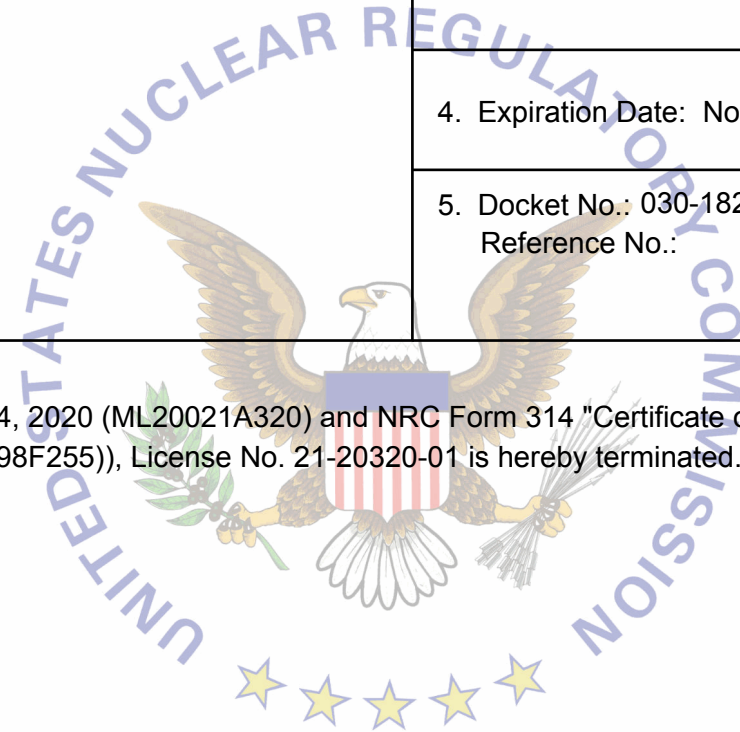 UNITED STATES NUCLEAR REGULATORY COMMISSION
4. Expiration Date: No
5. Docket No.: 030-182
Reference No.:
4, 2020 (ML20021A320) and NRC Form 314 "Certificate o
98F255)), License No. 21-20320-01 is hereby terminated.